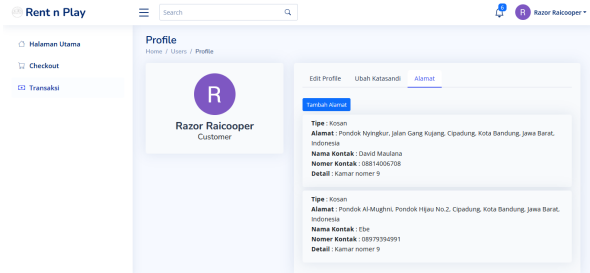 Rent n Play
Search
6
R
Razor Raicooper
Halaman Utama
Checkout
Transaksi
Profile
Home / Users / Profile
R
Razor Raicooper
Customer
Edit Profile Ubah Katasandi Alamat
Tambah Alamat
Tipe : Kosan
Alamat : Pondok Nyingkur, Jalan Gang Kujang, Cipadung, Kota Bandung, Jawa Barat,
Indonesia
Nama Kontak : David Maulana
Nomer Kontak : 08814006708
Detail : Kamar nomer 9
Tipe : Kosan
Alamat : Pondok Al-Mughni, Pondok Hijau No.2, Cipadung, Kota Bandung, Jawa Barat,
Indonesia
Nama Kontak : Ebe
Nomer Kontak : 08979394991
Detail : Kamar nomer 9